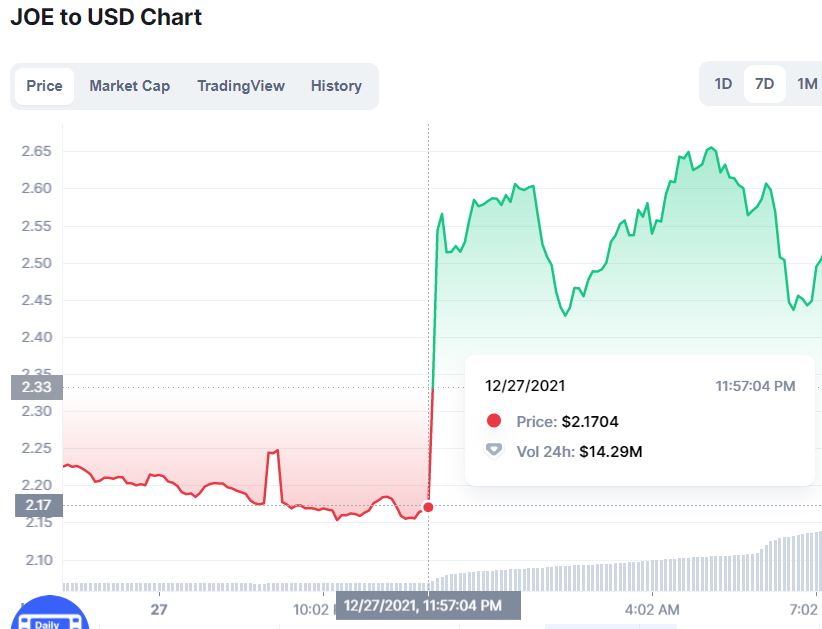 JOE to USD Chart
Price Market Cap TradingView History
1D 7D 1M
2.65
2.60
2.55
2.50
2.45
2.40
2.35
2.33
2.30
2.25
2.20
2.17
2.15
2.10
12/27/2021 11:57:04 PM
Price: $2.1704
Vol 24h: $14.29M
27 10:02 12/27/2021, 11:57:04 PM 4:02 AM 7:02
Daily